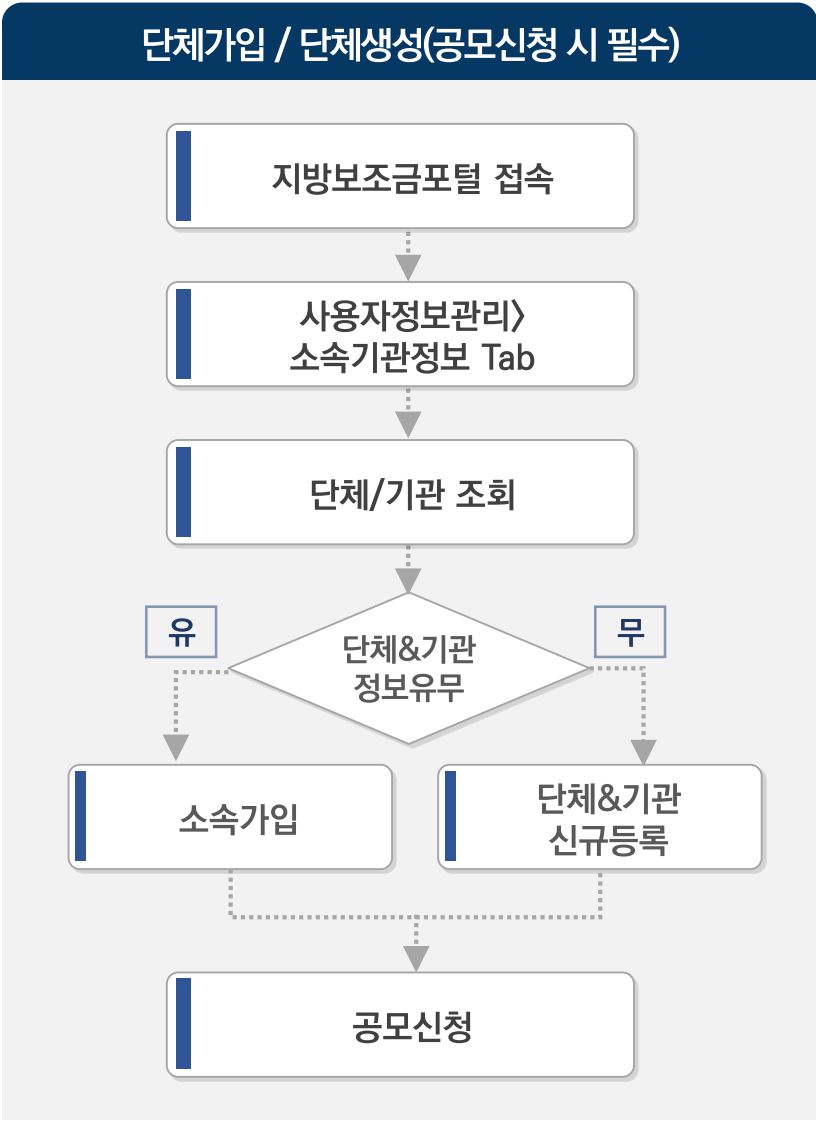 단체가입 / 단체생성(공모신청 시 필수)
지방보조금포털 접속
사용자정보관리>
소속기관정보 Tab
단체/기관 조회
유
무
단체&기관
정보유무
소속가입
단체&기관
신규등록
공모신청